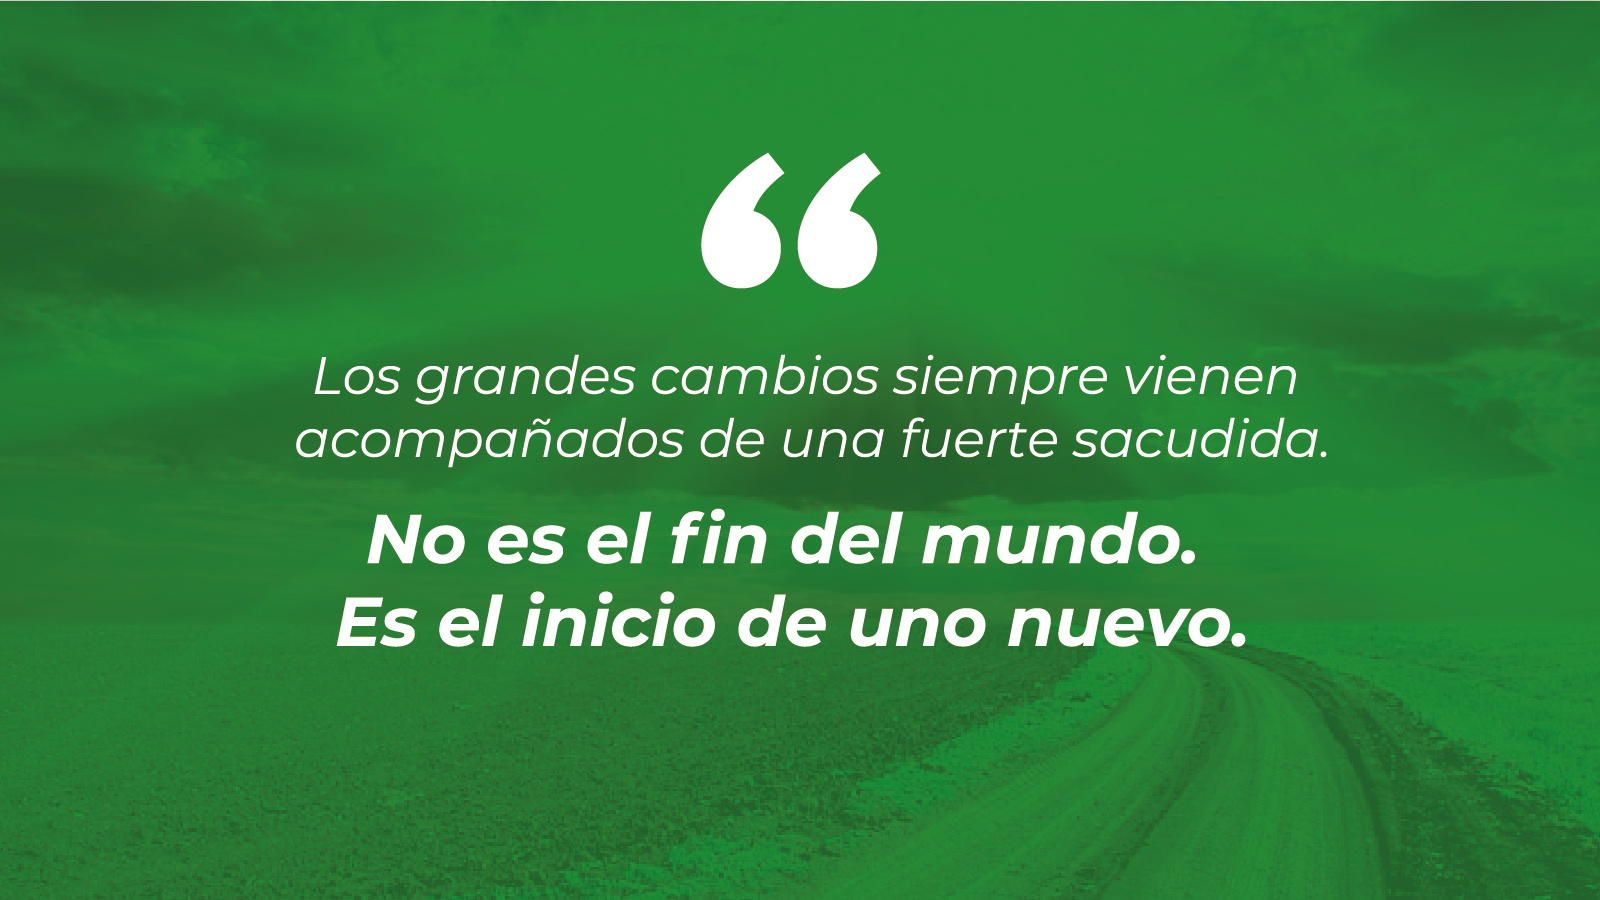 “
Los grandes cambios siempre vienen
acompañados de una fuerte sacudida.
No es el fin del mundo.
Es el inicio de uno nuevo.